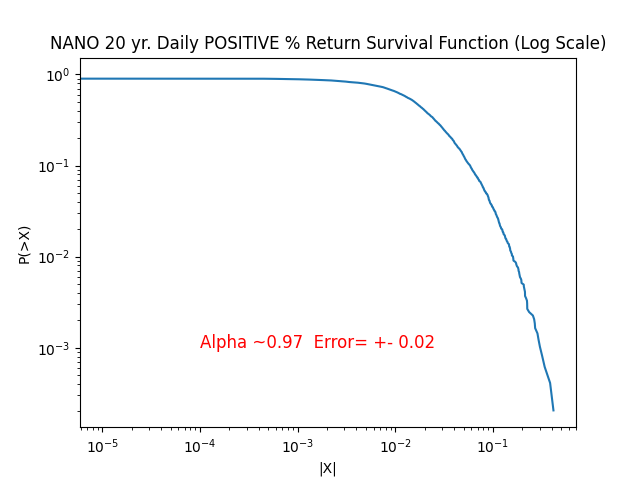 NANO 20 yr. Daily POSITIVE % Return Survival Function (Log Scale)
P(>X)
10⁰
10⁻¹
10⁻²
10⁻³
Alpha ~0.97  Error= +- 0.02
10⁻⁵ 10⁻⁴ 10⁻³ 10⁻² 10⁻¹
|X|